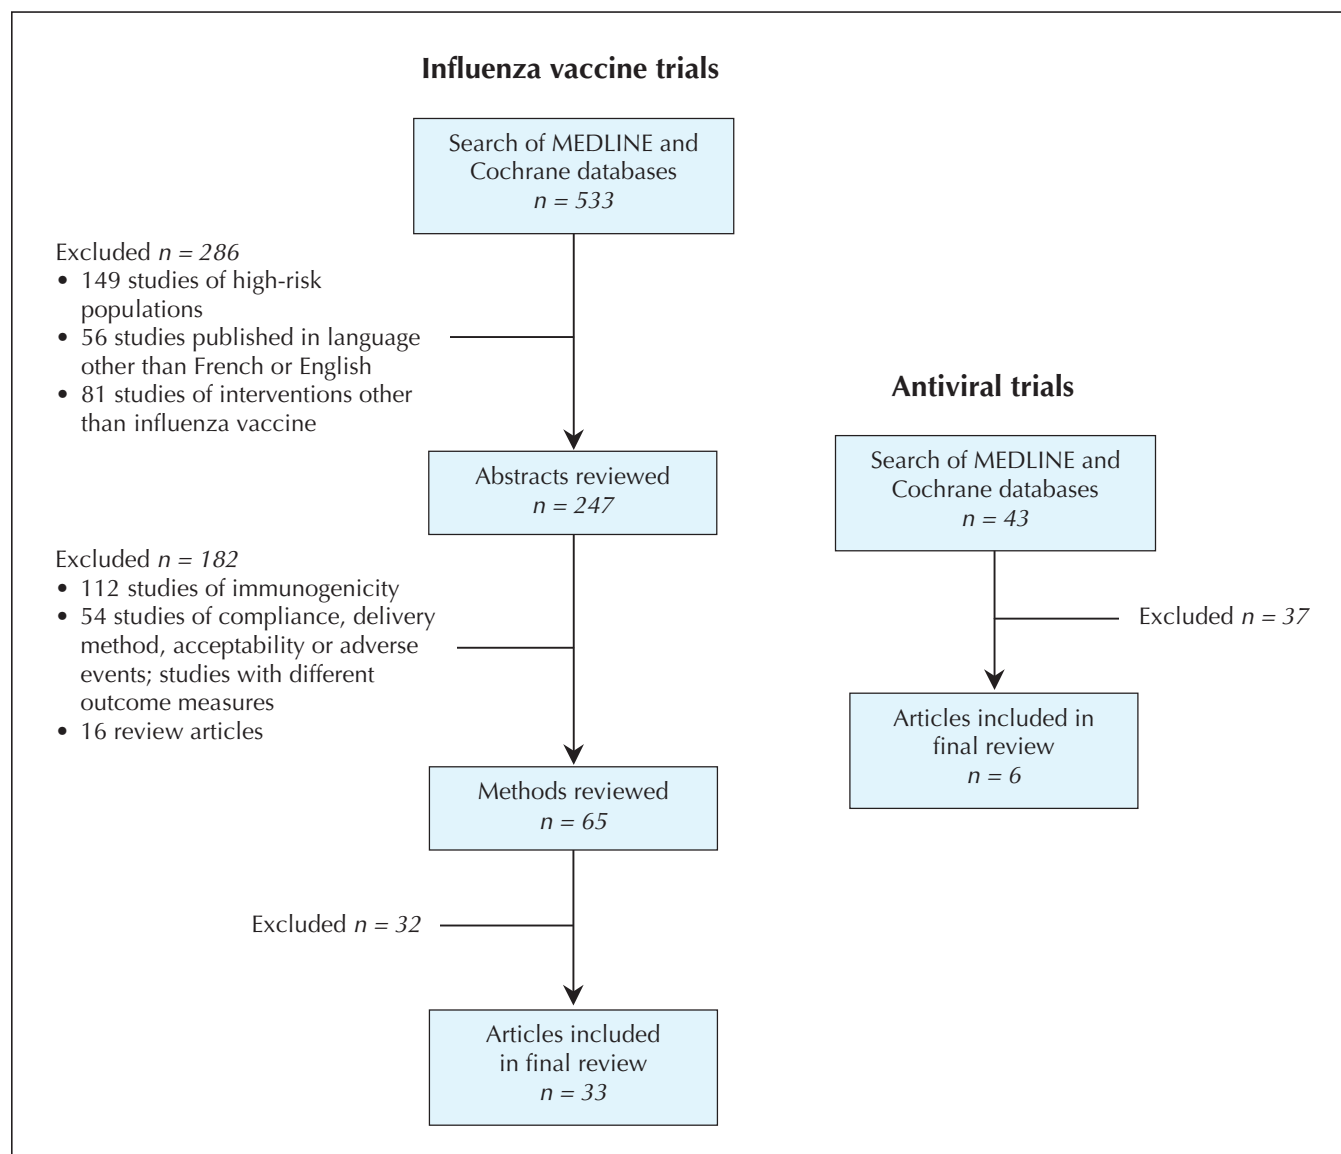 Influenza vaccine trials
Search of MEDLINE and
Cochrane databases
n = 533
Excluded n = 286
• 149 studies of high-risk
populations
• 56 studies published in language
other than French or English
• 81 studies of interventions other
than influenza vaccine
Abstracts reviewed
n = 247
Excluded n = 182
• 112 studies of immunogenicity
• 54 studies of compliance, delivery
method, acceptability or adverse
events; studies with different
outcome measures
• 16 review articles
Methods reviewed
n = 65
Excluded n = 32
Articles included
in final review
n = 33
Antiviral trials
Search of MEDLINE and
Cochrane databases
n = 43
Excluded n = 37
Articles included in
final review
n = 6